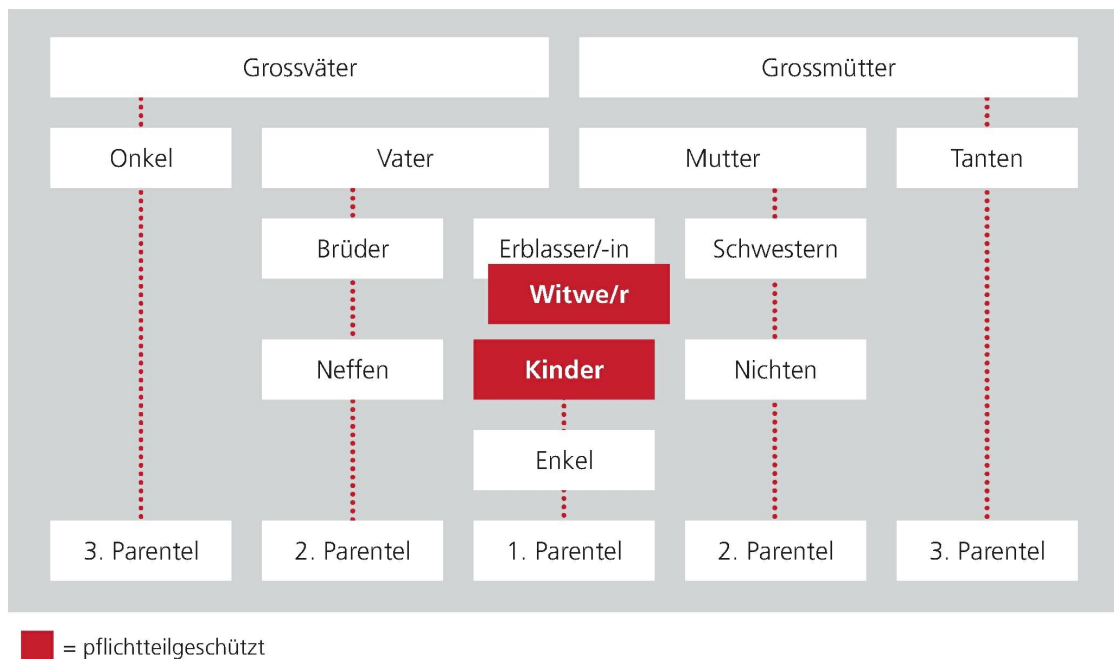 Grossväter
Grossmütter
Onkel
Vater
Mutter
Tanten
Brüder
Erblasser/-in
Schwestern
Witwe/r
Neffen
Kinder
Nichten
Enkel
3. Parentel
2. Parentel
1. Parentel
2. Parentel
3. Parentel
= pflichtteilgeschützt